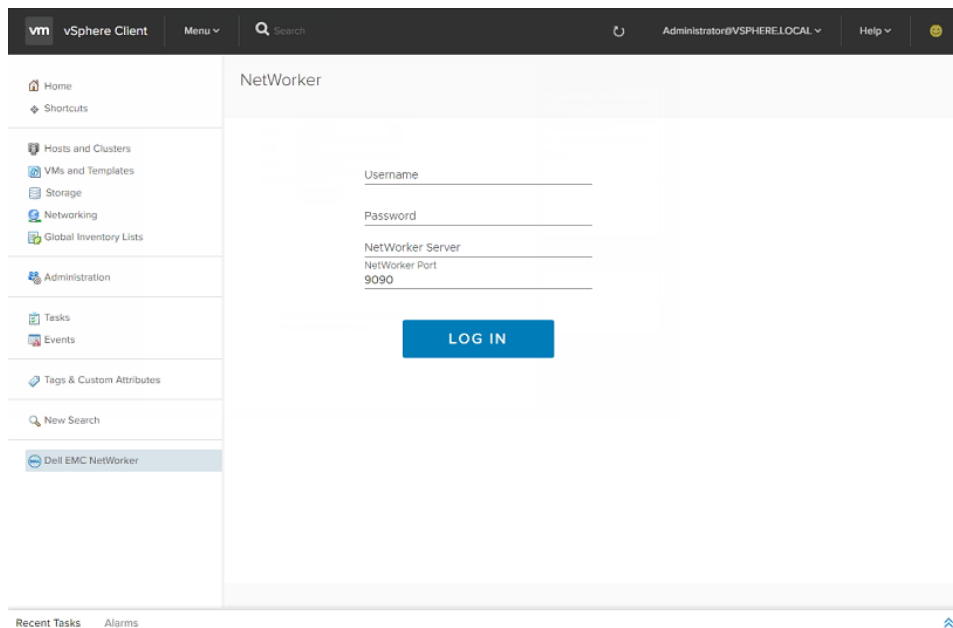 vm vSphere Client Menu Search Administrator@VSPHERE.LOCAL Help
Home
Shortcuts
Hosts and Clusters
VMs and Templates
Storage
Networking
Global Inventory Lists
Administration
Tasks
Events
Tags & Custom Attributes
New Search
Dell EMC NetWorker
NetWorker
Username
Password
NetWorker Server
NetWorker Port
9090
LOG IN
Recent Tasks Alarms